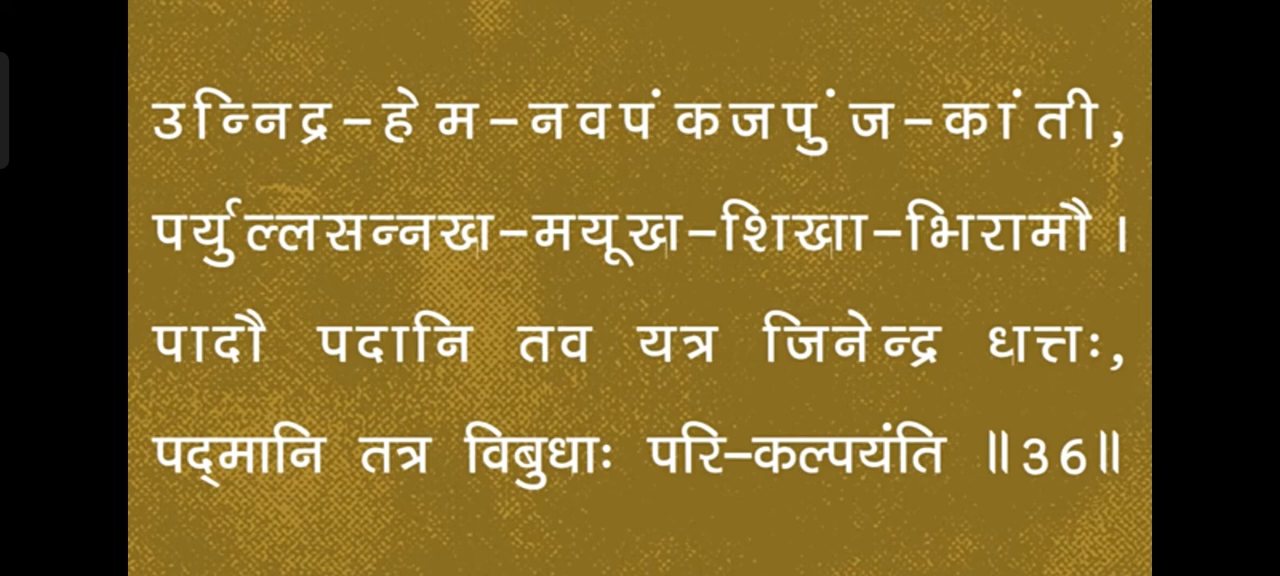 उन्निद्र-हेम-नवपंकजपुंज-कांती,
पर्युल्लसन्नख-मयूख-शिखा-भिरामौ ।
पादौ पदानि तव यत्र जिनेन्द्र धत्तः,
पद्मानि तत्र विबुधाः परि-कल्पयंति ॥36॥